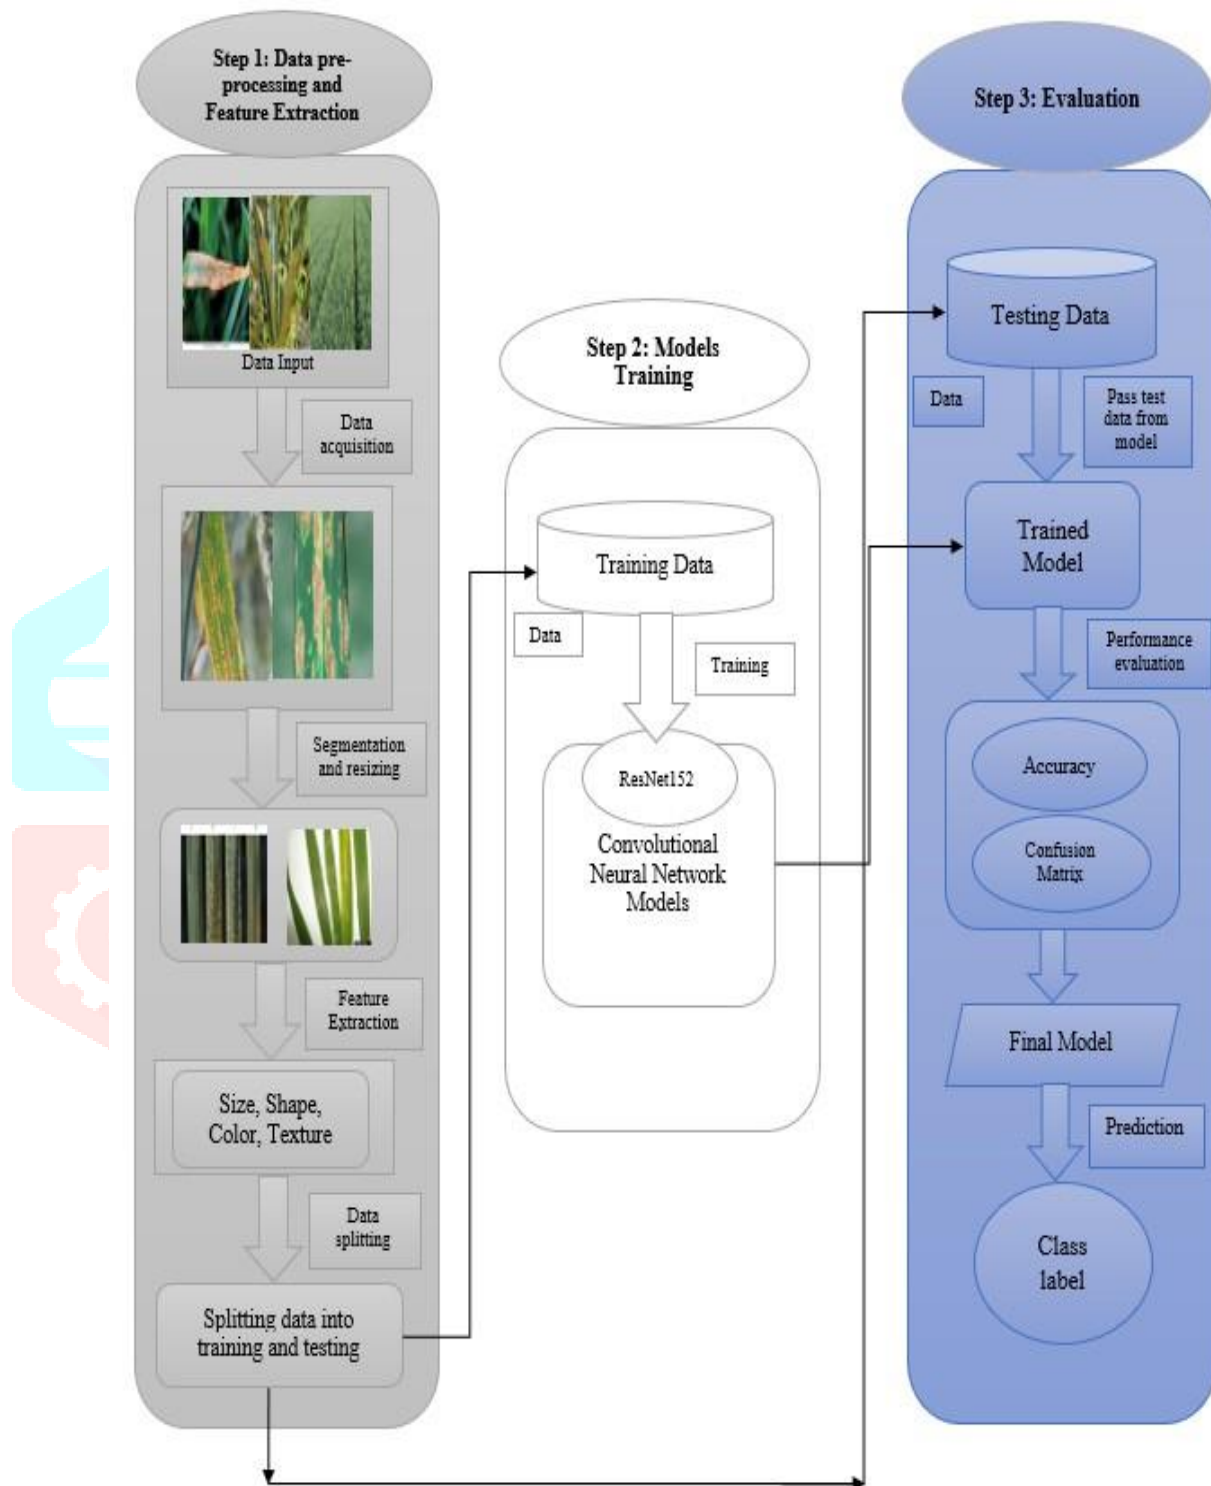 Step 1: Data pre-
processing and
Feature Extraction
Data Input
Data
acquisition
Segmentation
and resizing
Feature
Extraction
Size, Shape,
Color, Texture
Data
splitting
Splitting data into
training and testing
Step 2: Models
Training
Training Data
Data
Training
ResNet152
Convolutional
Neural Network
Models
Step 3: Evaluation
Testing Data
Data
Pass test
data from
model
Trained
Model
Performance
evaluation
Accuracy
Confusion
Matrix
Final Model
Prediction
Class
label